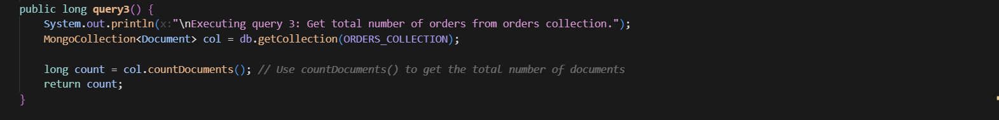 public long query3() {
System.out.println(x:"\nExecuting query 3: Get total number of orders from orders collection.");
MongoCollection<Document> col = db.getCollection(ORDERS_COLLECTION);
long count = col.countDocuments(); // Use countDocuments() to get the total number of documents
return count;
}